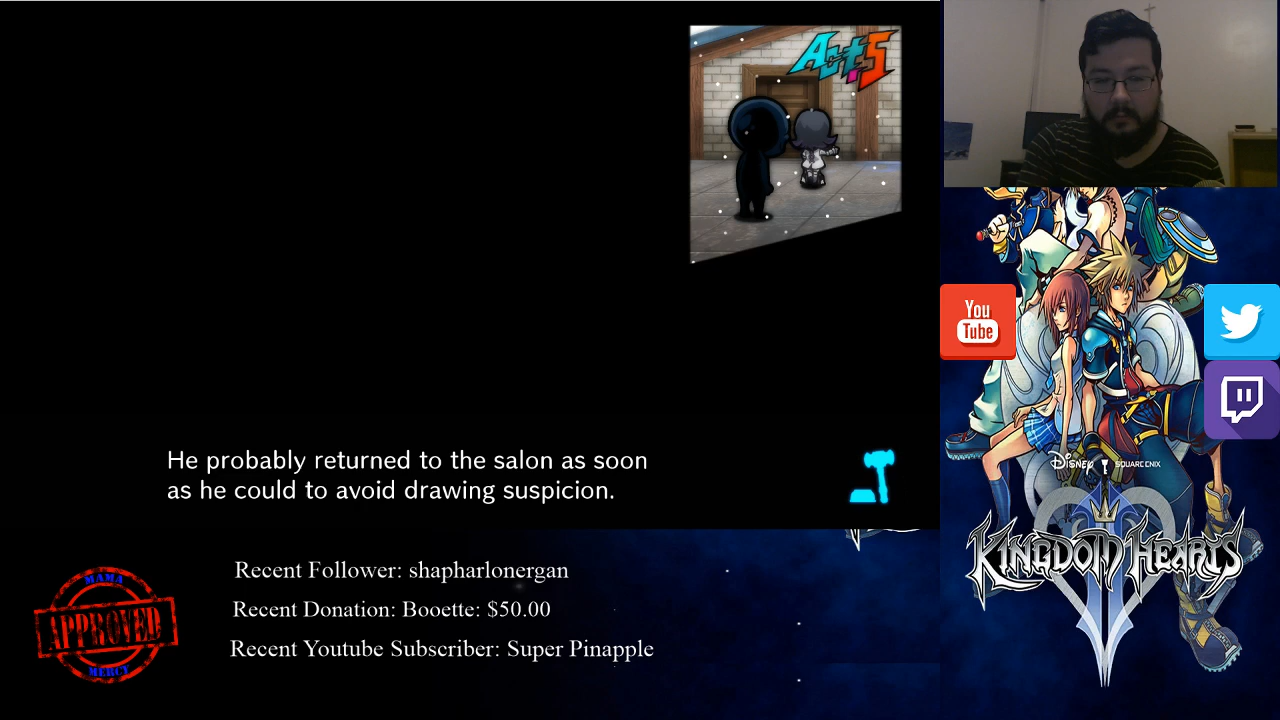 Act 5
You
Tube
He probably returned to the salon as soon
as he could to avoid drawing suspicion.
Disney SQUARE ENIX
KINGDOM HEARTS
II
MAMA
APPROVED
MERCY
Recent Follower: shapharlonergan
Recent Donation: Booette: $50.00
Recent Youtube Subscriber: Super Pinapple